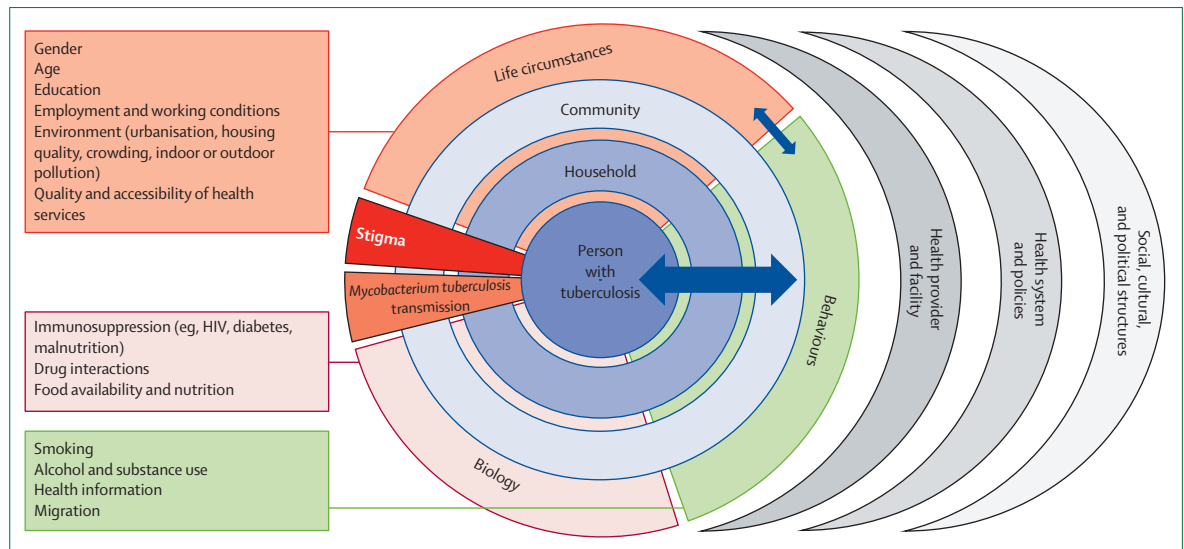 Gender
Age
Education
Employment and working conditions
Environment (urbanisation, housing
quality, crowding, indoor or outdoor
pollution)
Quality and accessibility of health
services
Immunosuppression (eg, HIV, diabetes,
malnutrition)
Drug interactions
Food availability and nutrition
Smoking
Alcohol and substance use
Health information
Migration
Life circumstances
Community
Household
Person
with
tuberculosis
Stigma
Mycobacterium tuberculosis
transmission
Biology
Behaviours
Health provider
and facility
Health system
and policies
Social, cultural,
and political structures